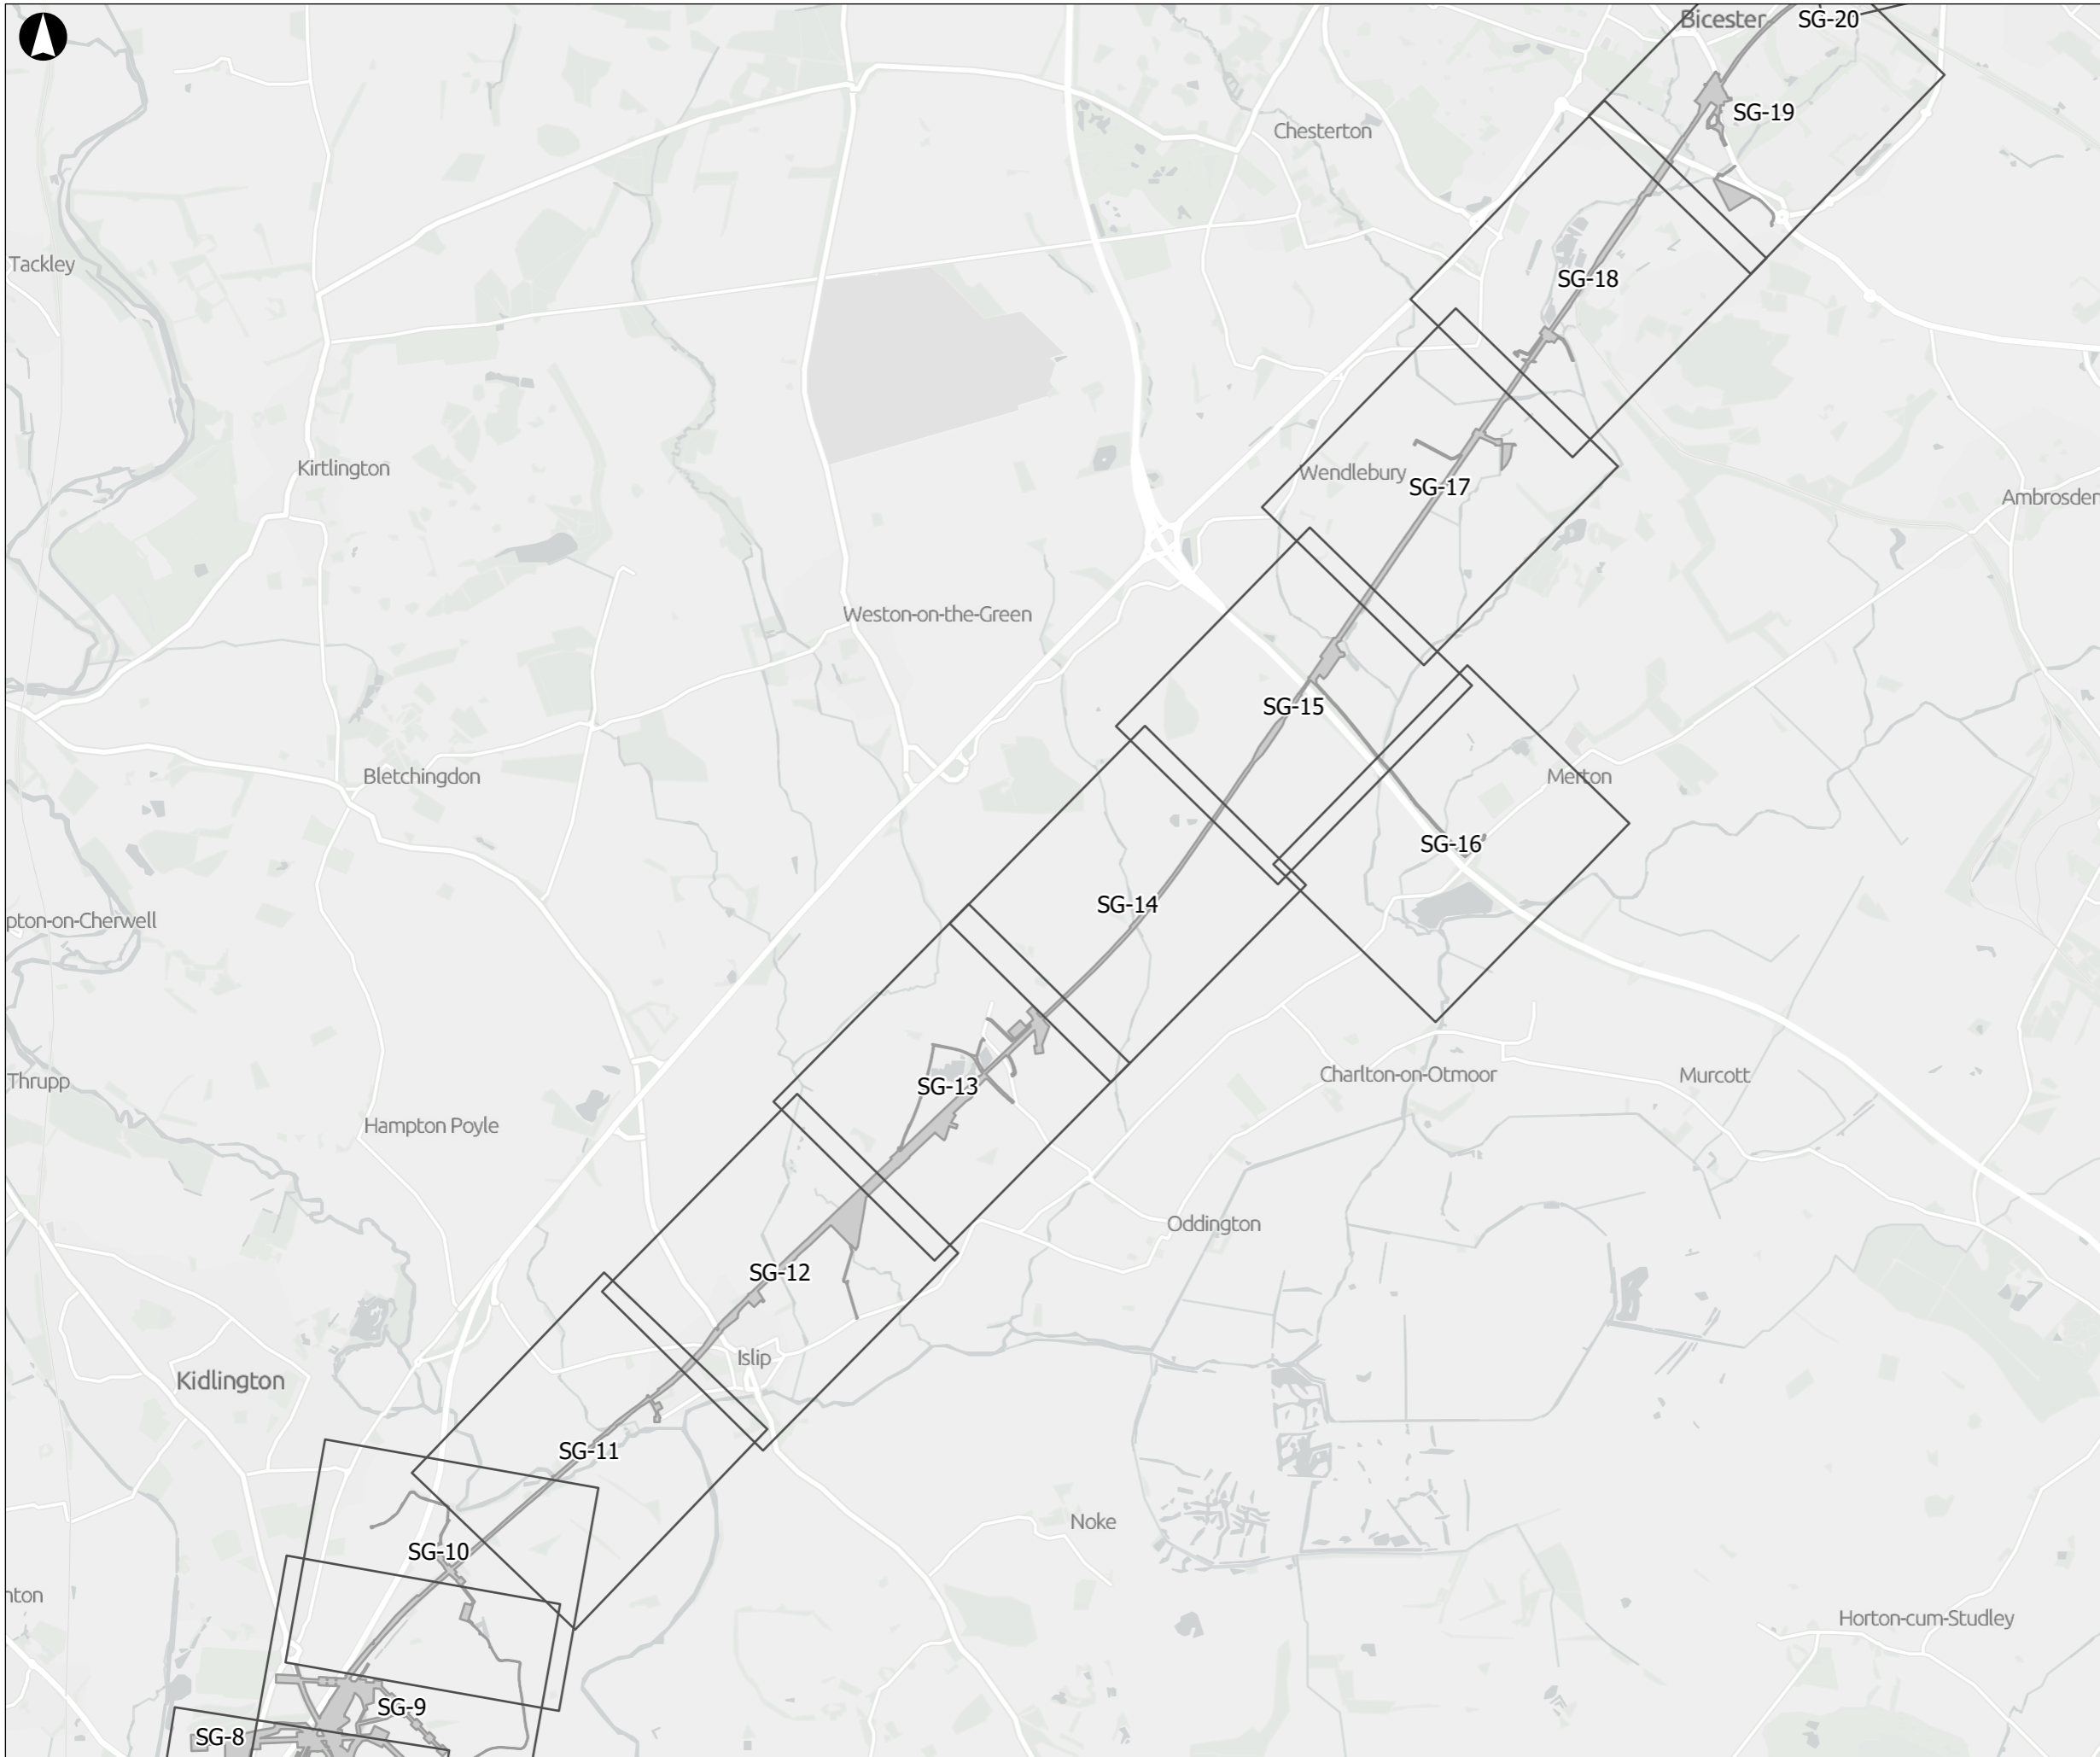 Bicester
SG-20
SG-19
Chesterton
Tackley
SG-18
Kirtlington
Wendlebury
SG-17
Ambrosden
Weston-on-the-Green
SG-15
Bletchingdon
Merton
SG-16
SG-14
pton-on-Cherwell
Charlton-on-Otmoor
Murcott
Thrupp
SG-13
Hampton Poyle
Oddington
SG-12
Islip
Kidlington
SG-11
Noke
SG-10
nton
Horton-cum-Studley
SG-9
SG-8